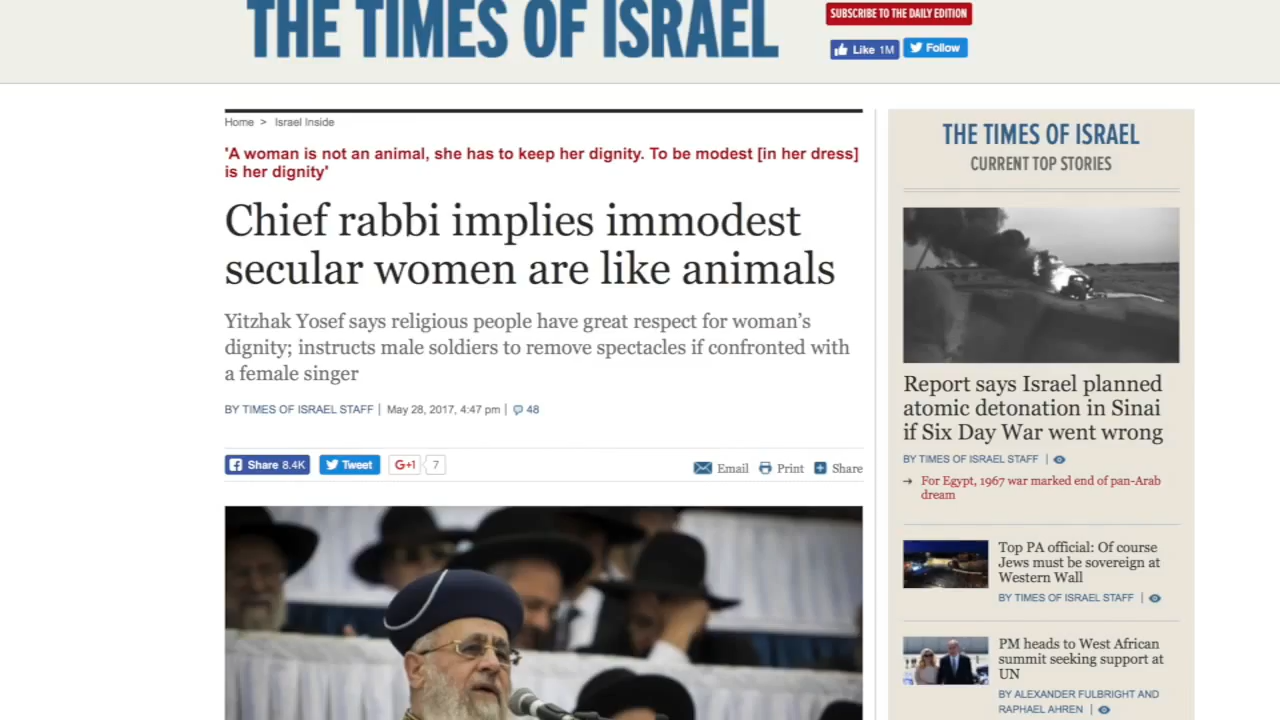 THE TIMES OF ISRAEL
SUBSCRIBE TO THE DAILY EDITION
Like 1M
Follow
Home > Israel Inside
'A woman is not an animal, she has to keep her dignity. To be modest [in her dress]
is her dignity'
Chief rabbi implies immodest
secular women are like animals
Yitzhak Yosef says religious people have great respect for woman's
dignity; instructs male soldiers to remove spectacles if confronted with
a female singer
BY TIMES OF ISRAEL STAFF | May 28, 2017, 4:47 pm | 48
Share 8.4K
Tweet
G+1 7
Email
Print
Share
THE TIMES OF ISRAEL
CURRENT TOP STORIES
Report says Israel planned
atomic detonation in Sinai
if Six Day War went wrong
BY TIMES OF ISRAEL STAFF |
→ For Egypt, 1967 war marked end of pan-Arab
dream
Top PA official: Of course
Jews must be sovereign at
Western Wall
BY TIMES OF ISRAEL STAFF |
PM heads to West African
summit seeking support at
UN
BY ALEXANDER FULBRIGHT AND
RAPHAEL AHREN |